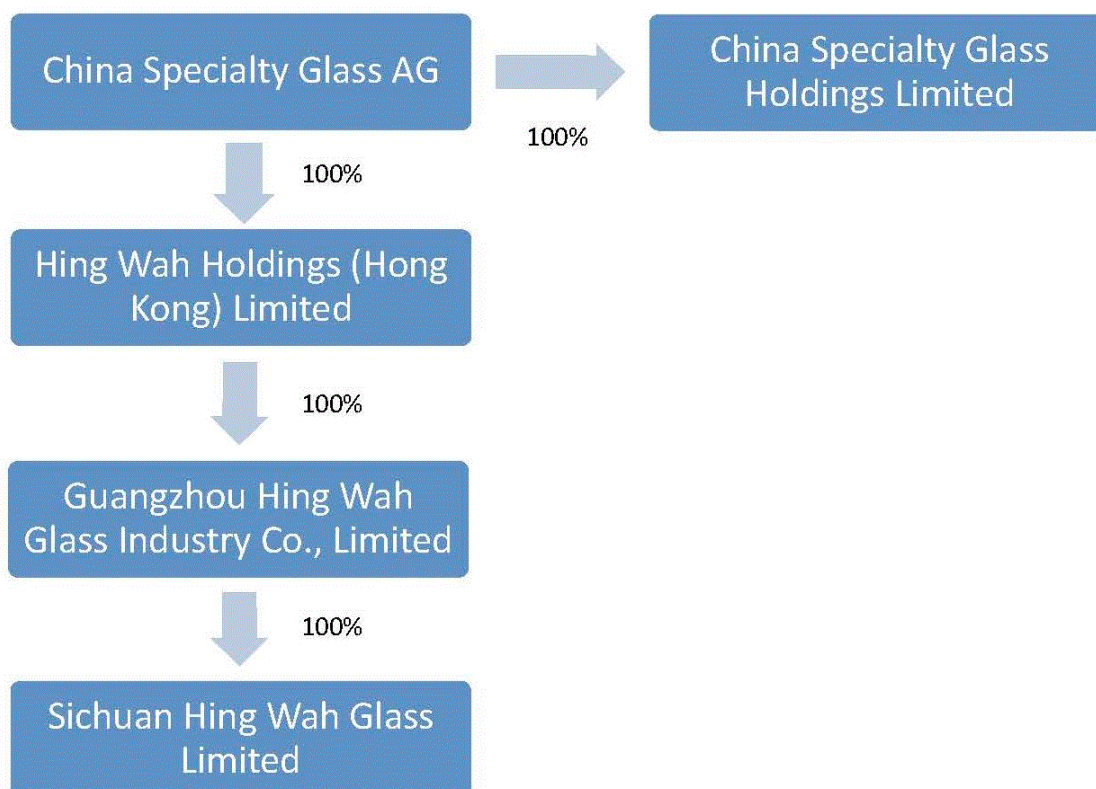 China Specialty Glass AG
China Specialty Glass
Holdings Limited
100%
100%
Hing Wah Holdings (Hong
Kong) Limited
100%
Guangzhou Hing Wah
Glass Industry Co., Limited
100%
Sichuan Hing Wah Glass
Limited